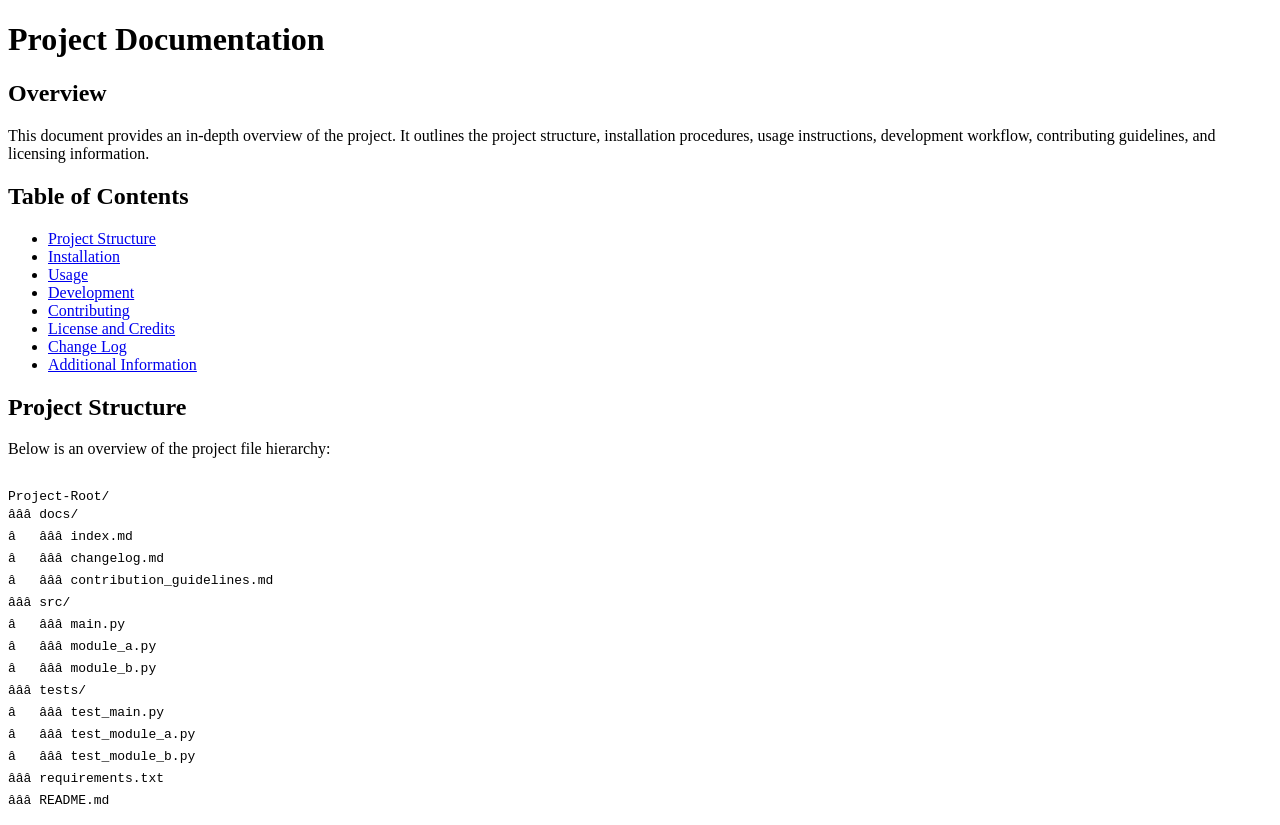 Project Documentation
Overview
This document provides an in-depth overview of the project. It outlines the project structure, installation procedures, usage instructions, development workflow, contributing guidelines, and
licensing information.
Table of Contents
Project Structure
Installation
Usage
Development
Contributing
License and Credits
Change Log
Additional Information
Project Structure
Below is an overview of the project file hierarchy:
Project-Root/
âââ docs/
â   âââ index.md
â   âââ changelog.md
â   âââ contribution_guidelines.md
âââ src/
â   âââ main.py
â   âââ module_a.py
â   âââ module_b.py
âââ tests/
â   âââ test_main.py
â   âââ test_module_a.py
â   âââ test_module_b.py
âââ requirements.txt
âââ README.md